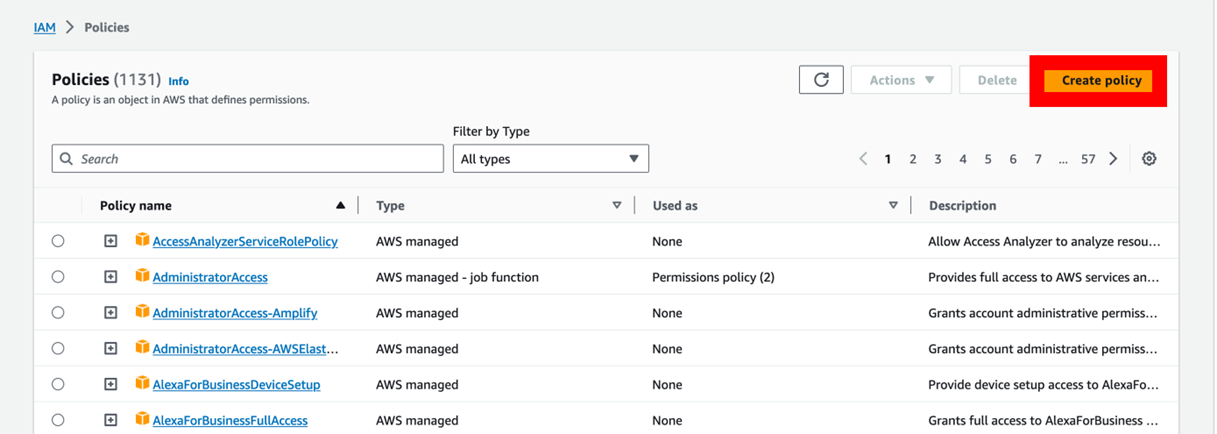 IAM > Policies
Policies (1131) Info
A policy is an object in AWS that defines permissions.
Actions Delete Create policy
Filter by Type
Search All types 1 2 3 4 5 6 7 ... 57
Policy name Type Used as Description
AccessAnalyzerServiceRolePolicy AWS managed None Allow Access Analyzer to analyze resou...
AdministratorAccess AWS managed - job function Permissions policy (2) Provides full access to AWS services an...
AdministratorAccess-Amplify AWS managed None Grants account administrative permiss...
AdministratorAccess-AWSElast... AWS managed None Grants account administrative permiss...
AlexaForBusinessDeviceSetup AWS managed None Provide device setup access to AlexaFo...
AlexaForBusinessFullAccess AWS managed None Grants full access to AlexaForBusiness ...